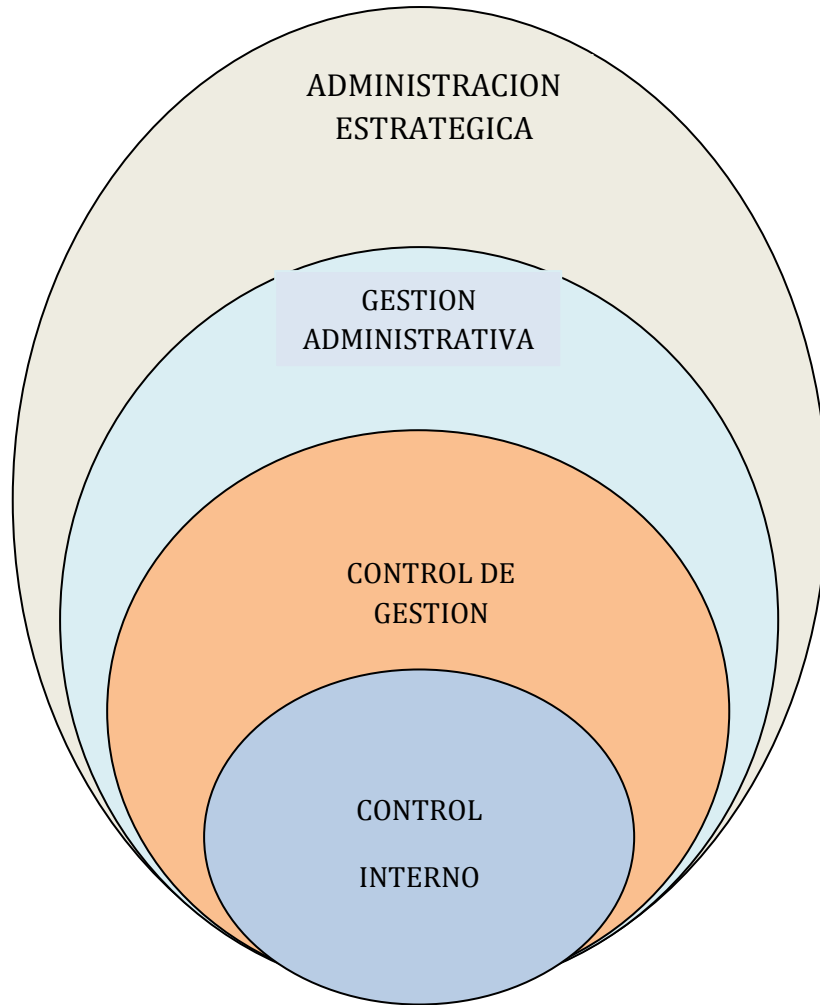 ADMINISTRACION
ESTRATEGICA
GESTION
ADMINISTRATIVA
CONTROL DE
GESTION
CONTROL
INTERNO